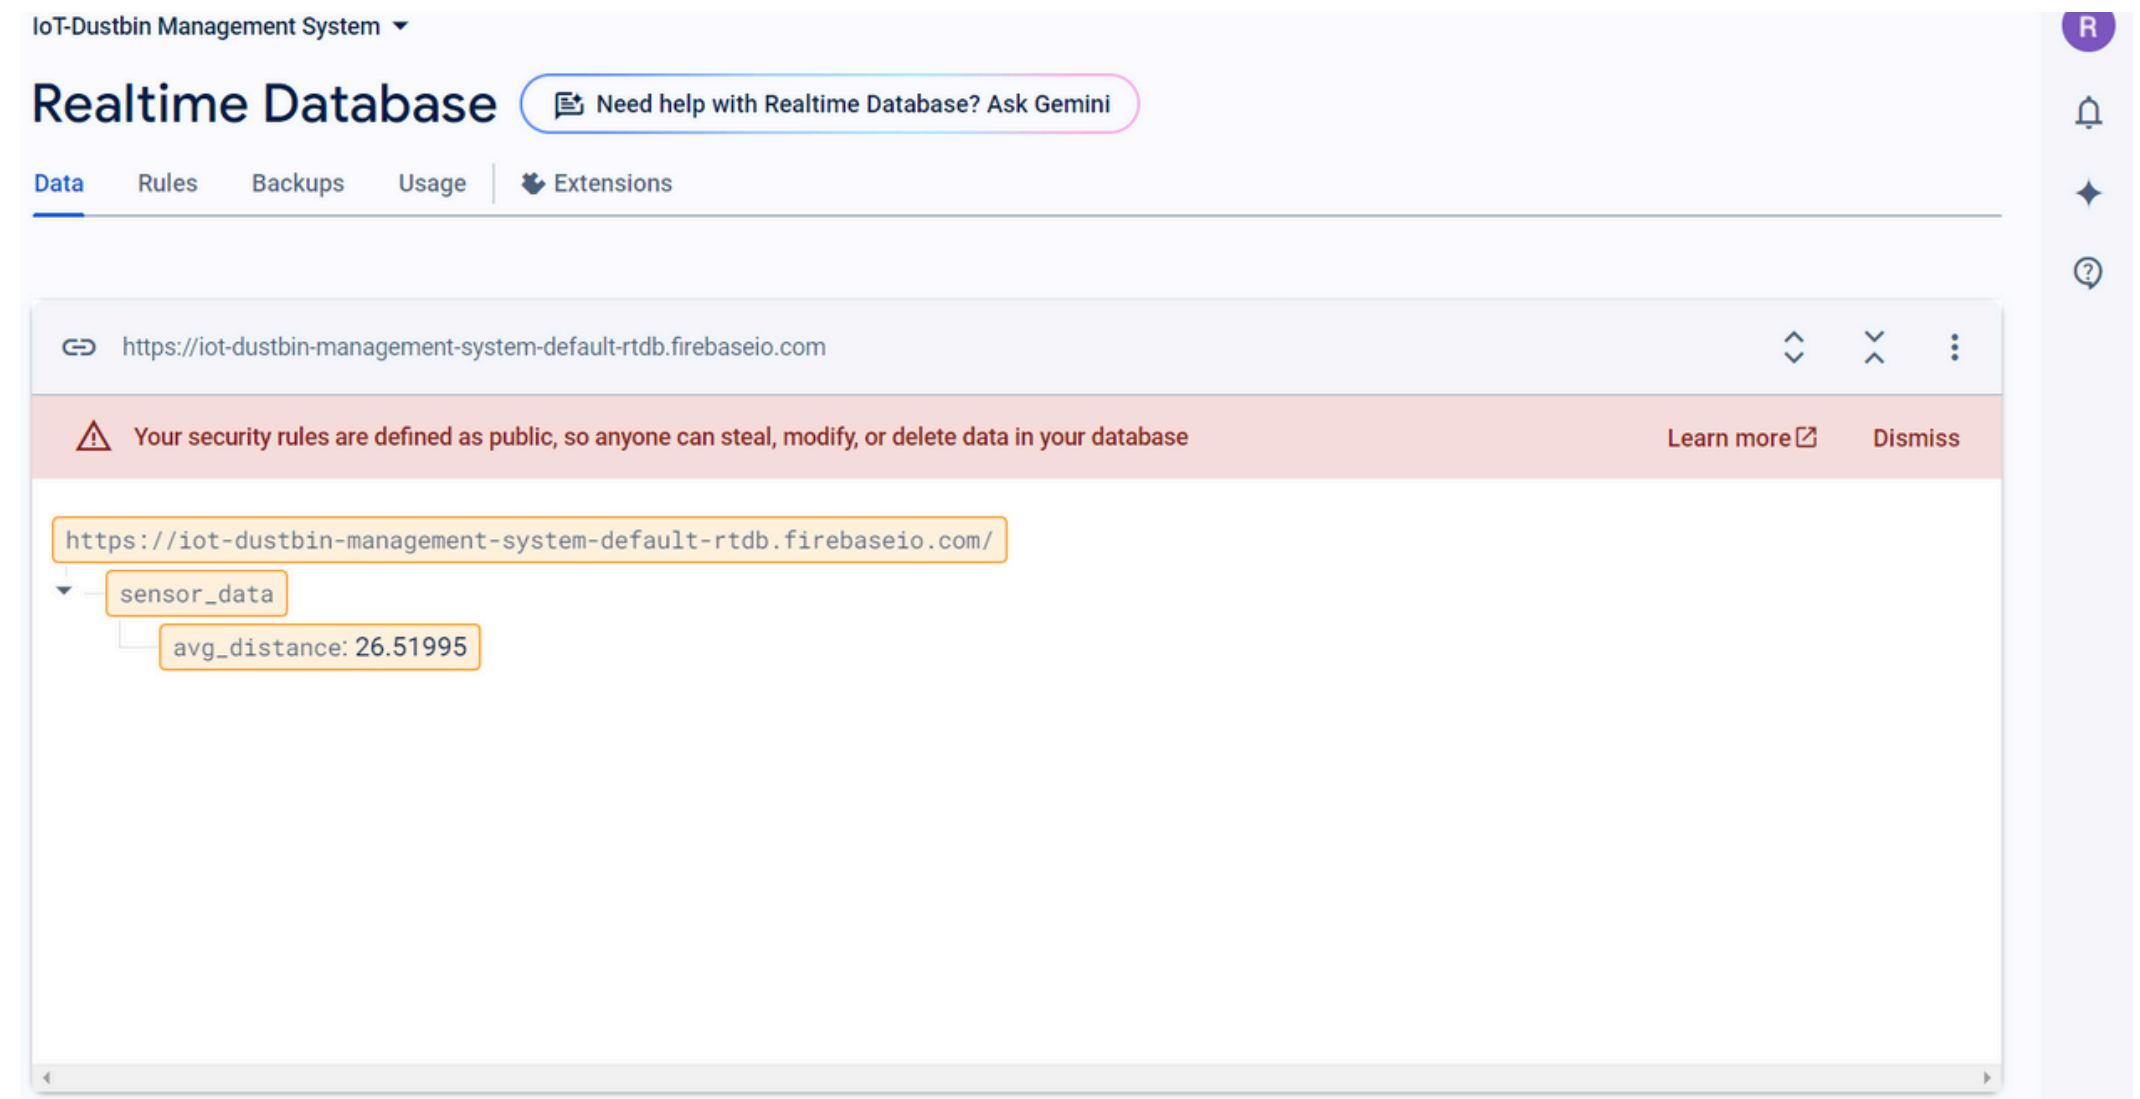 IoT-Dustbin Management System
R
Realtime Database
Need help with Realtime Database? Ask Gemini
Data Rules Backups Usage Extensions
https://iot-dustbin-management-system-default-rtdb.firebaseio.com
Your security rules are defined as public, so anyone can steal, modify, or delete data in your database Learn more Dismiss
https://iot-dustbin-management-system-default-rtdb.firebaseio.com/
sensor_data
avg_distance: 26.51995